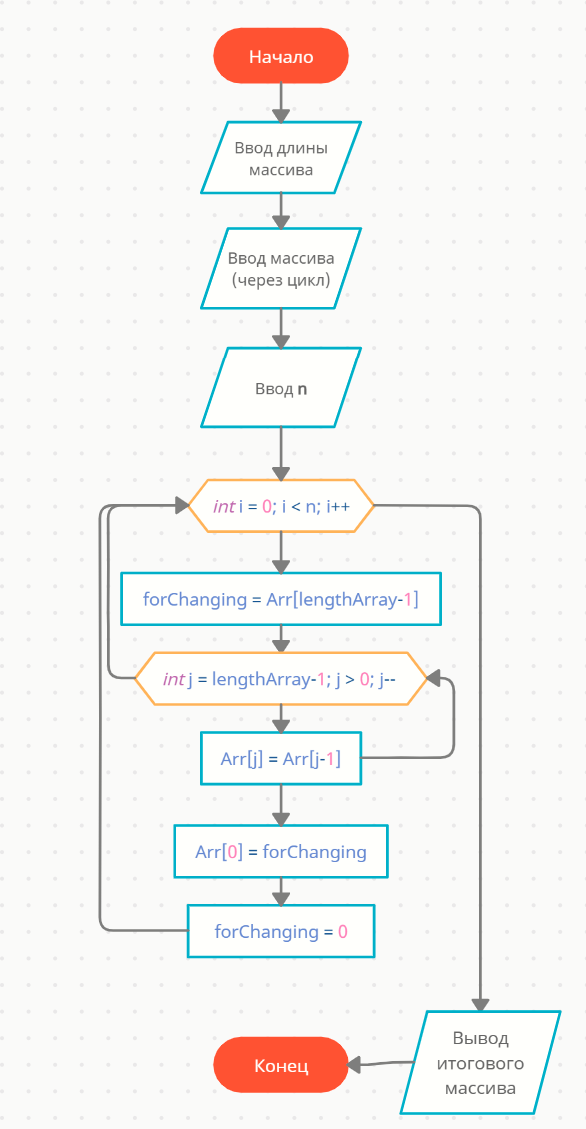 Начало
Ввод длины
массива
Ввод массива
(через цикл)
Ввод n
int i = 0; i < n; i++
forChanging = Arr[lengthArray-1]
int j = lengthArray-1; j > 0; j--
Arr[j] = Arr[j-1]
Arr[0] = forChanging
forChanging = 0
Вывод
итогового
массива
Конец